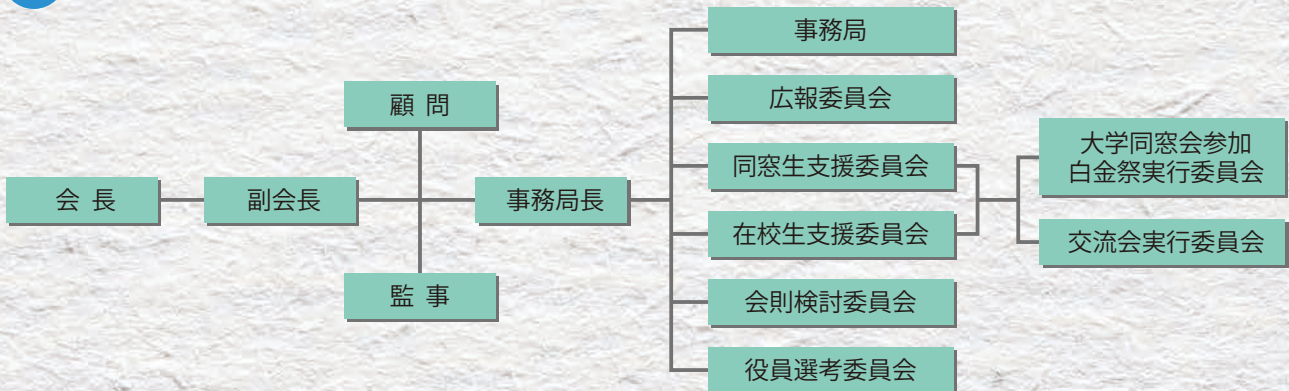 会 長
副会長
顧 問
監 事
事務局長
事務局
広報委員会
同窓生支援委員会
在校生支援委員会
会則検討委員会
役員選考委員会
大学同窓会参加
白金祭実行委員会
交流会実行委員会